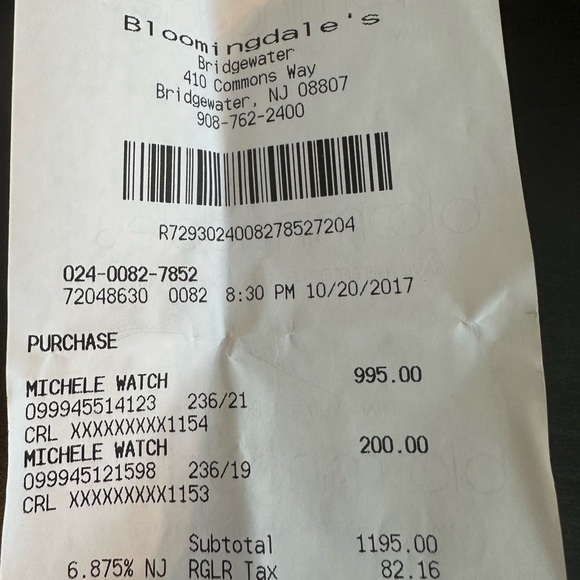 Bloomingdale's
Bridgewater
410 Commons Way
Bridgewater, NJ 08807
908-762-2400
R7293024008278527204
024-0082-7852
72048630 0082 8:30 PM 10/20/2017
PURCHASE
MICHELE WATCH 995.00
099945514123 236/21
CRL XXXXXXXXX1154
MICHELE WATCH 200.00
099945121598 236/19
CRL XXXXXXXXX1153
Subtotal 1195.00
6.875% NJ RGLR Tax 82.16